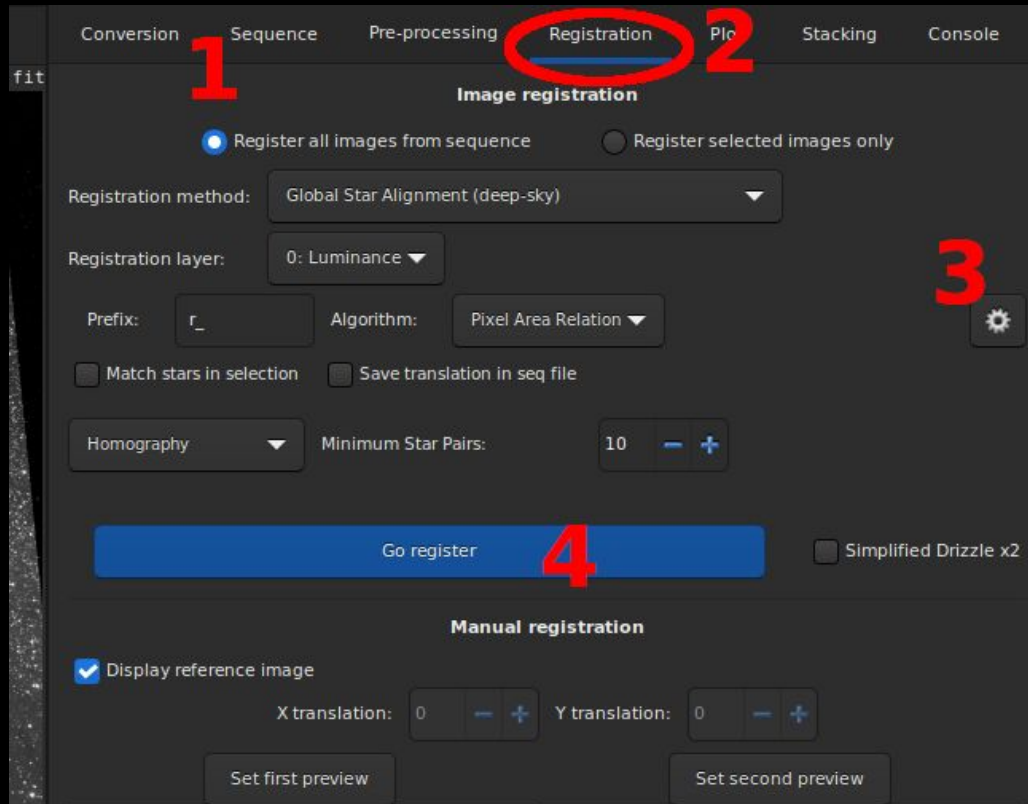 Conversion Sequence Pre-processing Registration Plo Stacking Console
1 2
fit
Image registration
Register all images from sequence Register selected images only
Registration method: Global Star Alignment (deep-sky)
Registration layer: 0: Luminance
3
Prefix: r_ Algorithm: Pixel Area Relation
Match stars in selection Save translation in seq file
Homography Minimum Star Pairs: 10 − +
Go register 4 Simplified Drizzle x2
Manual registration
Display reference image
X translation: 0 − + Y translation: 0 − +
Set first preview Set second preview